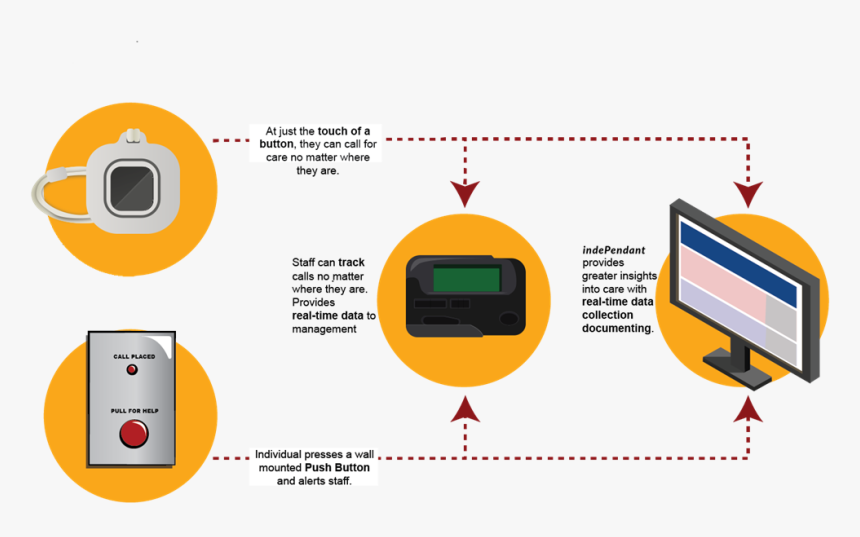 At just the touch of a
button, they can call for
care no matter where
they are.
Staff can track
calls no matter
where they are.
Provides
real-time data to
management
indePendant
provides
greater insights
into care with
real-time data
collection
documenting.
CALL PLACED
PULL FOR HELP
Individual presses a wall
mounted Push Button
and alerts staff.